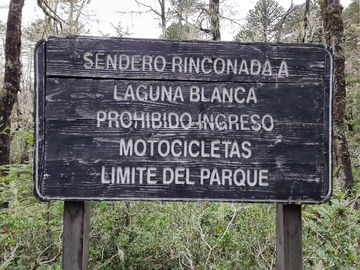 SENDERO RINCONADA A
LAGUNA BLANCA
PROHIBIDO INGRESO
MOTOCICLETAS
LIMITE DEL PARQUE